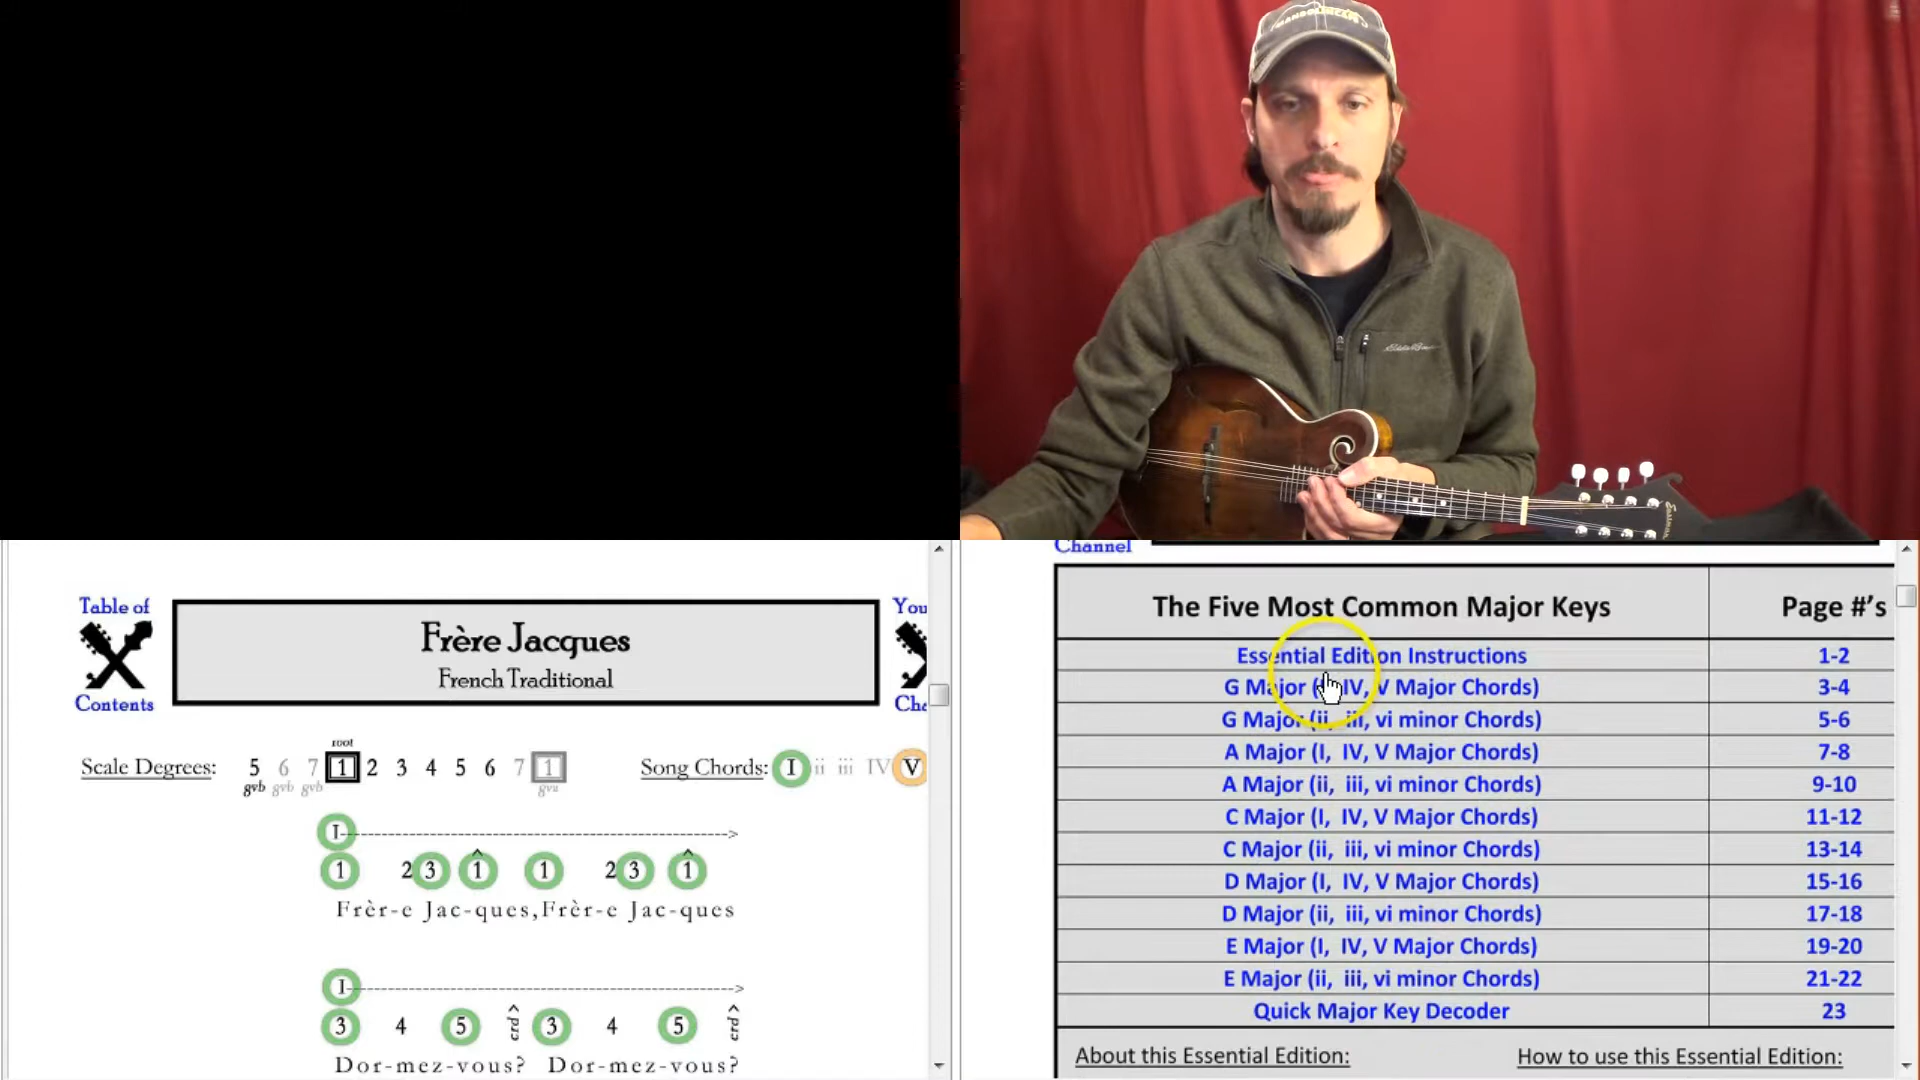 Eddie Bauer
Table of
Contents
Frère Jacques
French Traditional
You
Cha
Scale Degrees: 5 6 7 1 2 3 4 5 6 7 1
root
8vb 8vb 8vb 8va
Song Chords: I ii iii IV V
I
1 2 3 1 1 2 3 1
Frèr-e Jac-ques, Frèr-e Jac-ques
I
3 4 5 crd 3 4 5 crd
Dor-mez-vous? Dor-mez-vous?
Channel
The Five Most Common Major Keys Page #'s
Essential Edition Instructions 1-2
G Major (I, IV, V Major Chords) 3-4
G Major (ii, iii, vi minor Chords) 5-6
A Major (I, IV, V Major Chords) 7-8
A Major (ii, iii, vi minor Chords) 9-10
C Major (I, IV, V Major Chords) 11-12
C Major (ii, iii, vi minor Chords) 13-14
D Major (I, IV, V Major Chords) 15-16
D Major (ii, iii, vi minor Chords) 17-18
E Major (I, IV, V Major Chords) 19-20
E Major (ii, iii, vi minor Chords) 21-22
Quick Major Key Decoder 23
About this Essential Edition: How to use this Essential Edition: